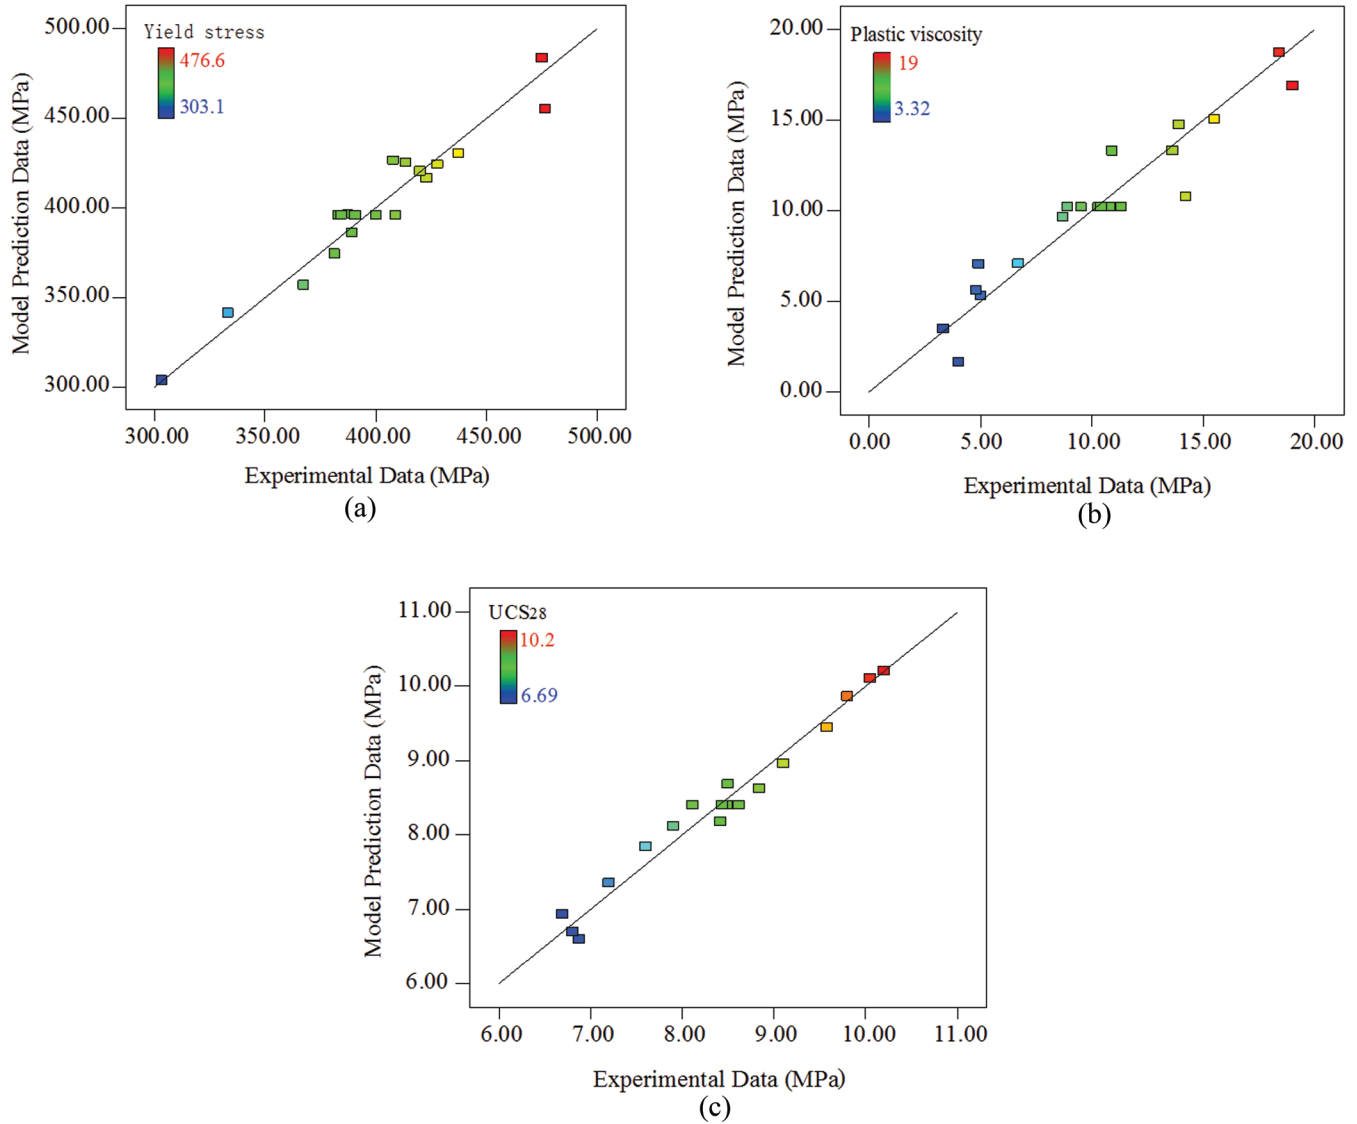 Yield stress
476.6
303.1
500.00
450.00
400.00
350.00
300.00
Model Prediction Data (MPa)
300.00 350.00 400.00 450.00 500.00
Experimental Data (MPa)
(a)
Plastic viscosity
19
3.32
20.00
15.00
10.00
5.00
0.00
Model Prediction Data (MPa)
0.00 5.00 10.00 15.00 20.00
Experimental Data (MPa)
(b)
UCS28
10.2
6.69
11.00
10.00
9.00
8.00
7.00
6.00
Model Prediction Data (MPa)
6.00 7.00 8.00 9.00 10.00 11.00
Experimental Data (MPa)
(c)